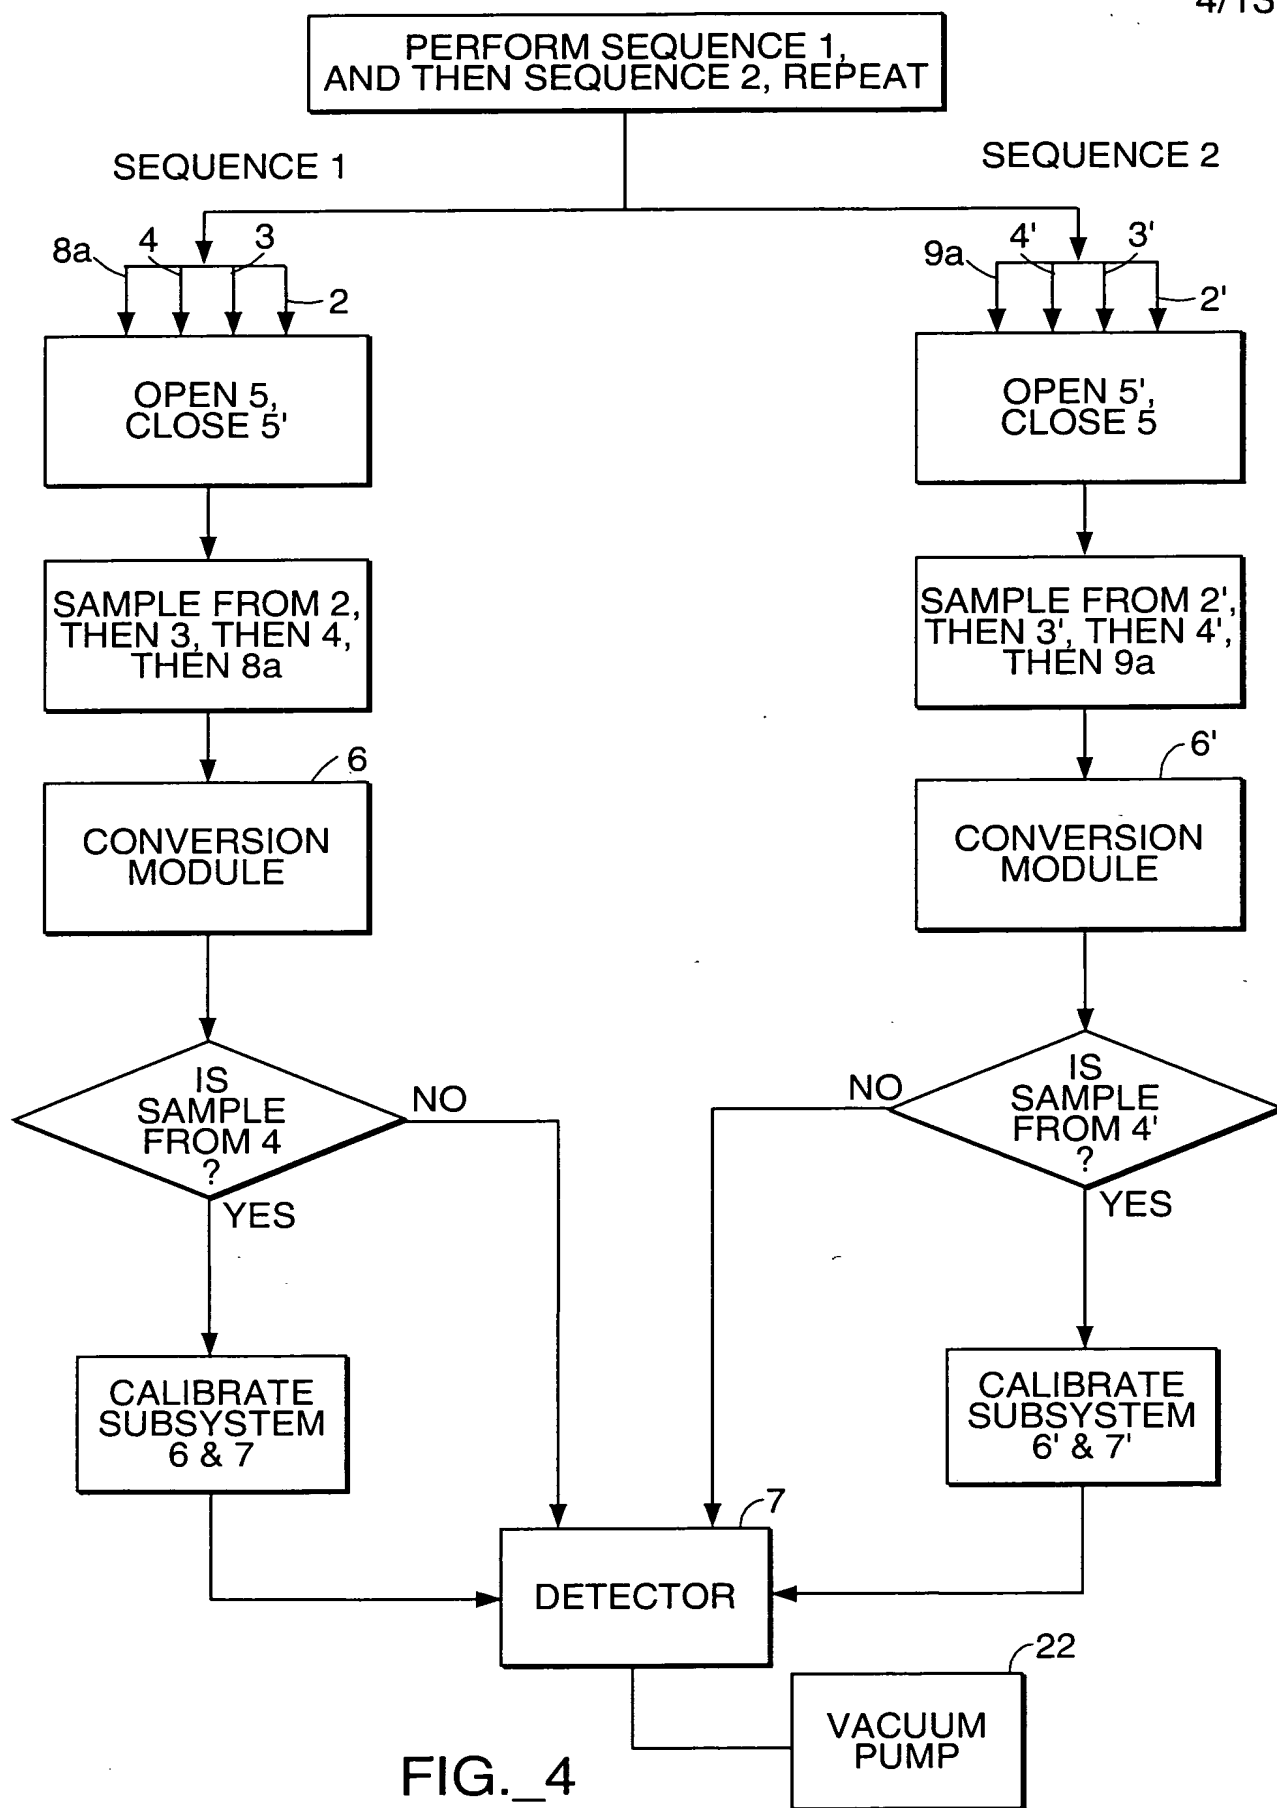 4/13
PERFORM SEQUENCE 1,
AND THEN SEQUENCE 2, REPEAT
SEQUENCE 1
8a
4
3
2
OPEN 5,
CLOSE 5'
SAMPLE FROM 2,
THEN 3, THEN 4,
THEN 8a
6
CONVERSION
MODULE
IS
SAMPLE
FROM 4
?
NO
YES
CALIBRATE
SUBSYSTEM
6 & 7
SEQUENCE 2
9a
4'
3'
2'
OPEN 5',
CLOSE 5
SAMPLE FROM 2',
THEN 3', THEN 4',
THEN 9a
6'
CONVERSION
MODULE
IS
SAMPLE
FROM 4'
?
NO
YES
CALIBRATE
SUBSYSTEM
6' & 7'
7
DETECTOR
22
VACUUM
PUMP
FIG._4